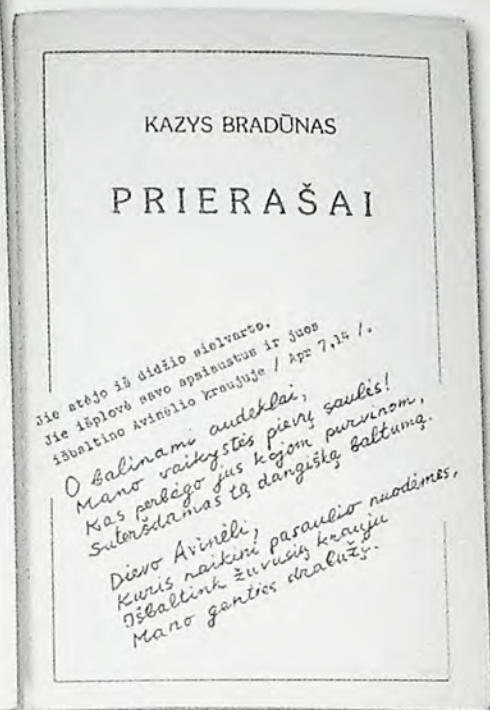 KAZYS BRADŪNAS
PRIERAŠAI
Jie atėjo iš didžio sielvarto.
Jie išplovė savo apsiaustus ir juos
išbaltino Avinėlio kraujuje / Apr 7,14 /.
O balinami audeklai,
Mano vaikystės pievų saulės!
Kas perbėgo jus kojom purvinom,
Suteršdamas tą dangišką baltumą.
Dievo Avinėli,
Kuris naikini pasaulio nuodėmes,
Išbaltink žuvusių krauju
Mano genties drabužį.